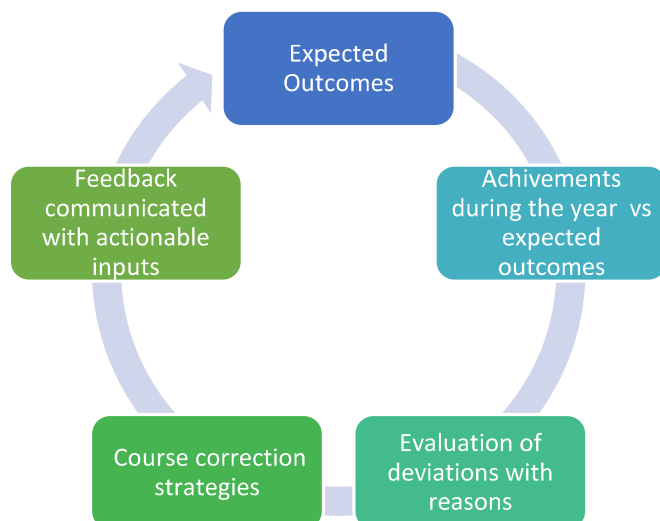 Expected
Outcomes
Achivements
during the year vs
expected
outcomes
Evaluation of
deviations with
reasons
Course correction
strategies
Feedback
communicated
with actionable
inputs